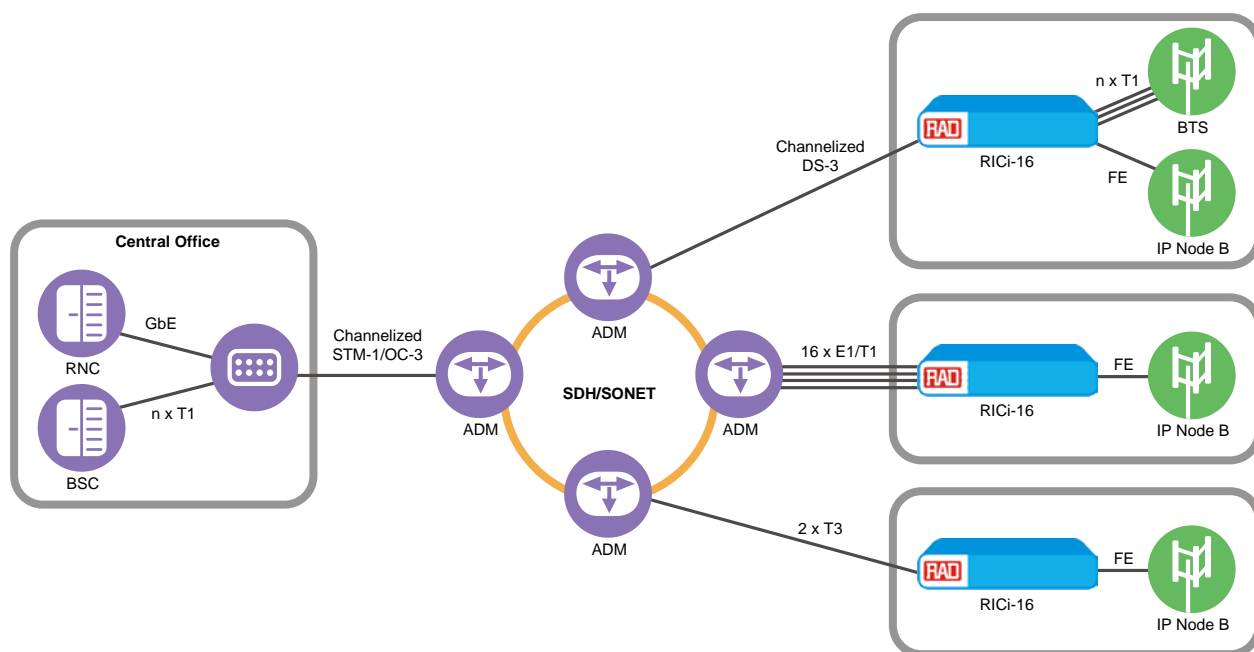 Central Office
GbE
RNC
n x T1
BSC
Channelized
STM-1/OC-3
ADM
ADM
SDH/SONET
ADM
ADM
Channelized
DS-3
RAD
RICi-16
n x T1
BTS
FE
IP Node B
16 x E1/T1
RAD
RICi-16
FE
IP Node B
2 x T3
RAD
RICi-16
FE
IP Node B